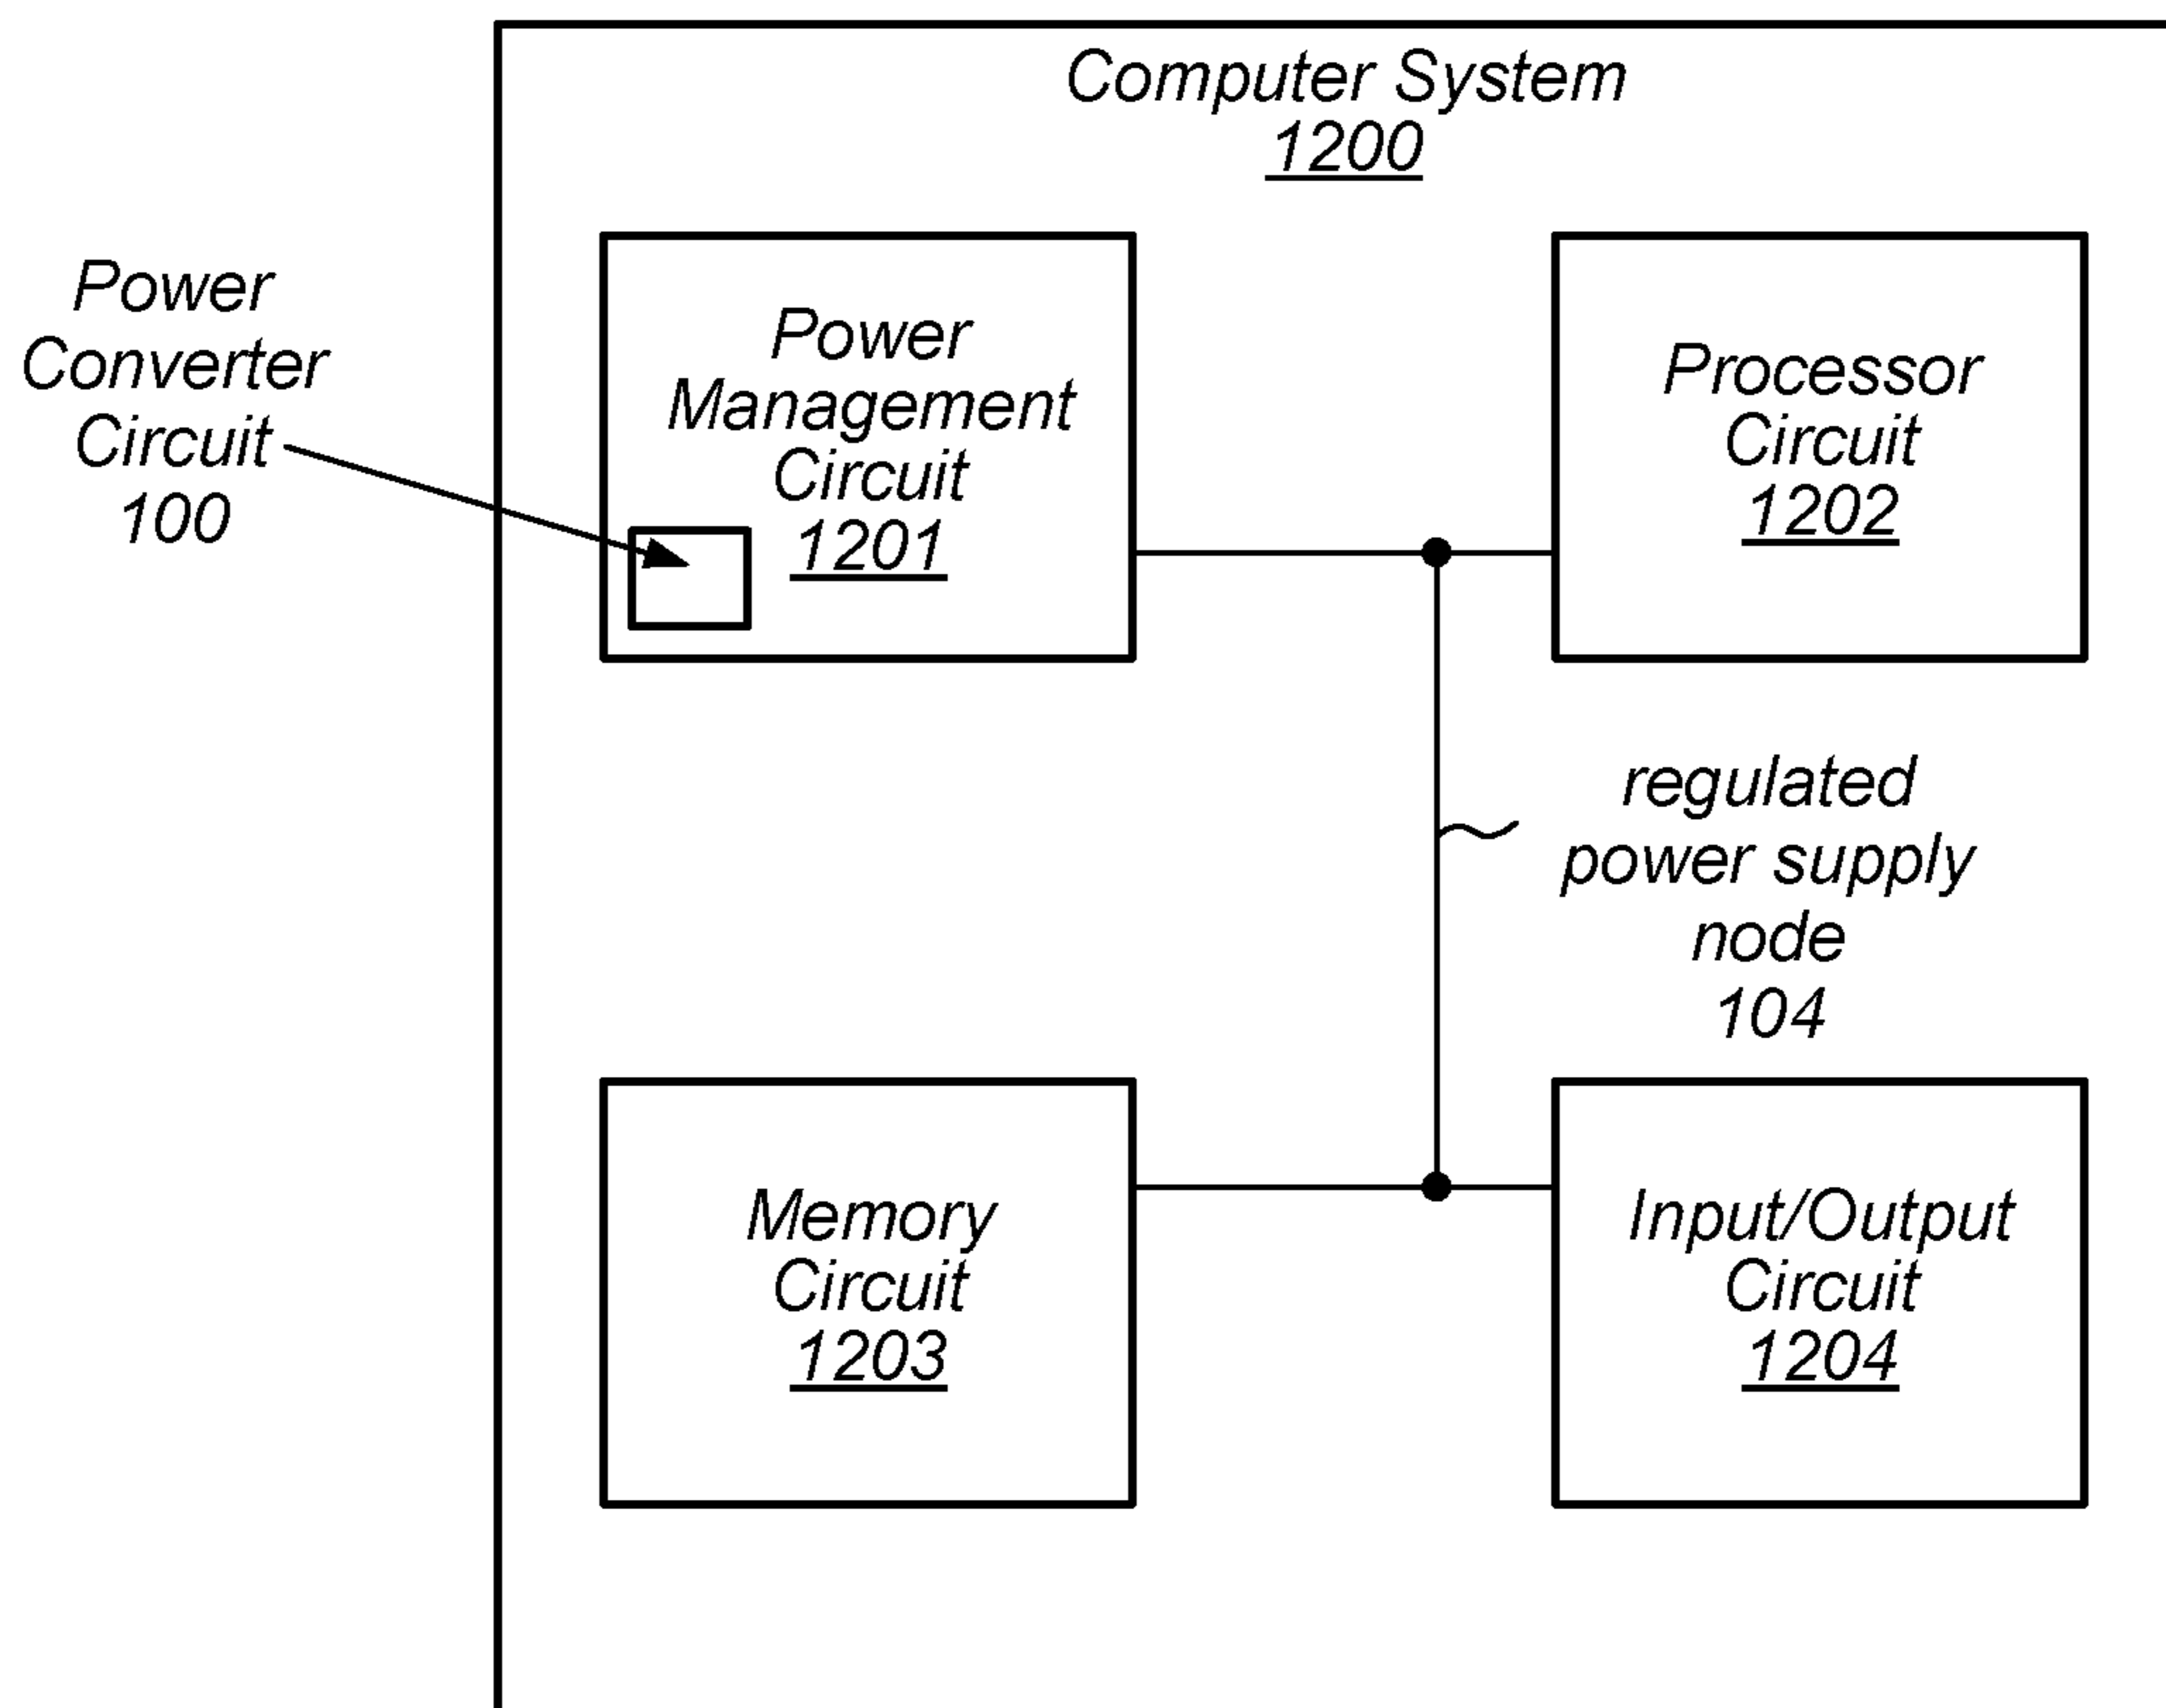 Computer System
1200
Power
Converter
Circuit
100
Power
Management
Circuit
1201
Processor
Circuit
1202
regulated
power supply
node
104
Memory
Circuit
1203
Input/Output
Circuit
1204